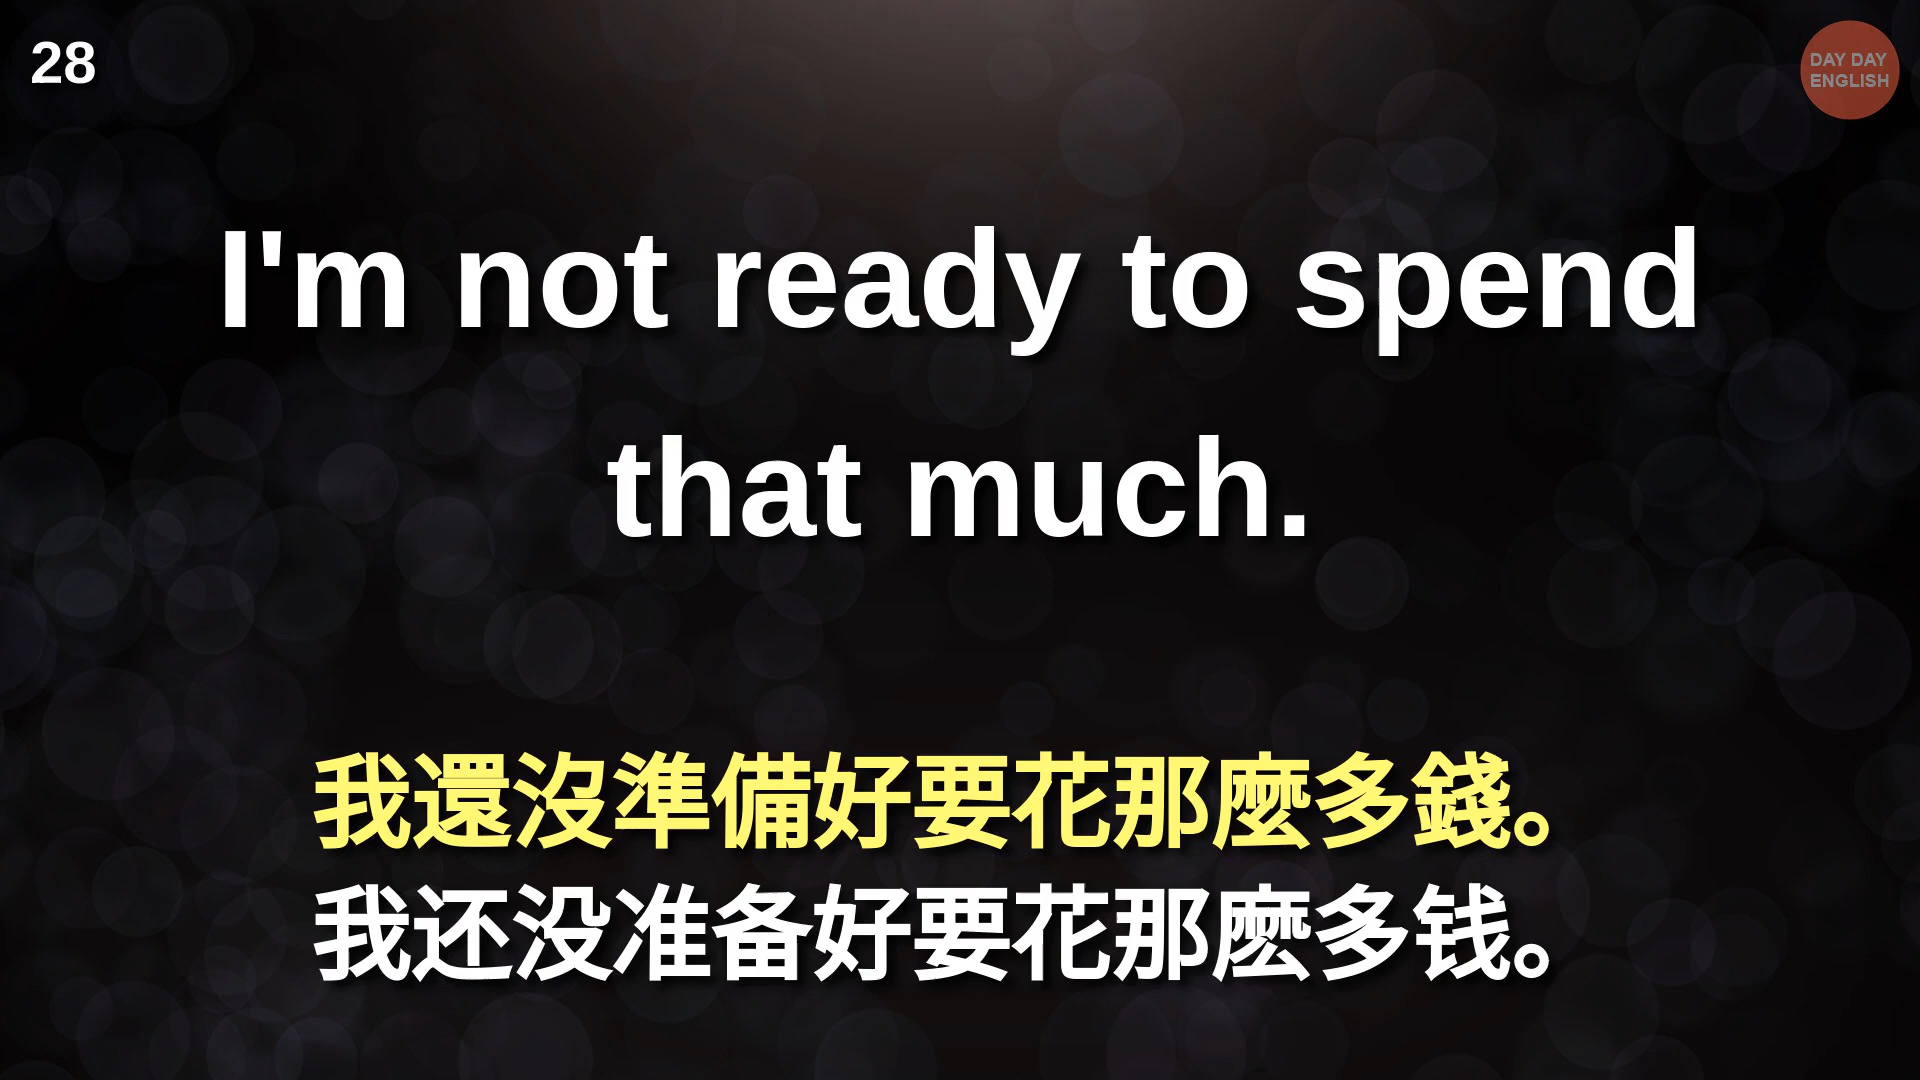 28
DAY DAY
ENGLISH
I'm not ready to spend
that much.
我還沒準備好要花那麼多錢。
我还没准备好要花那麽多钱。